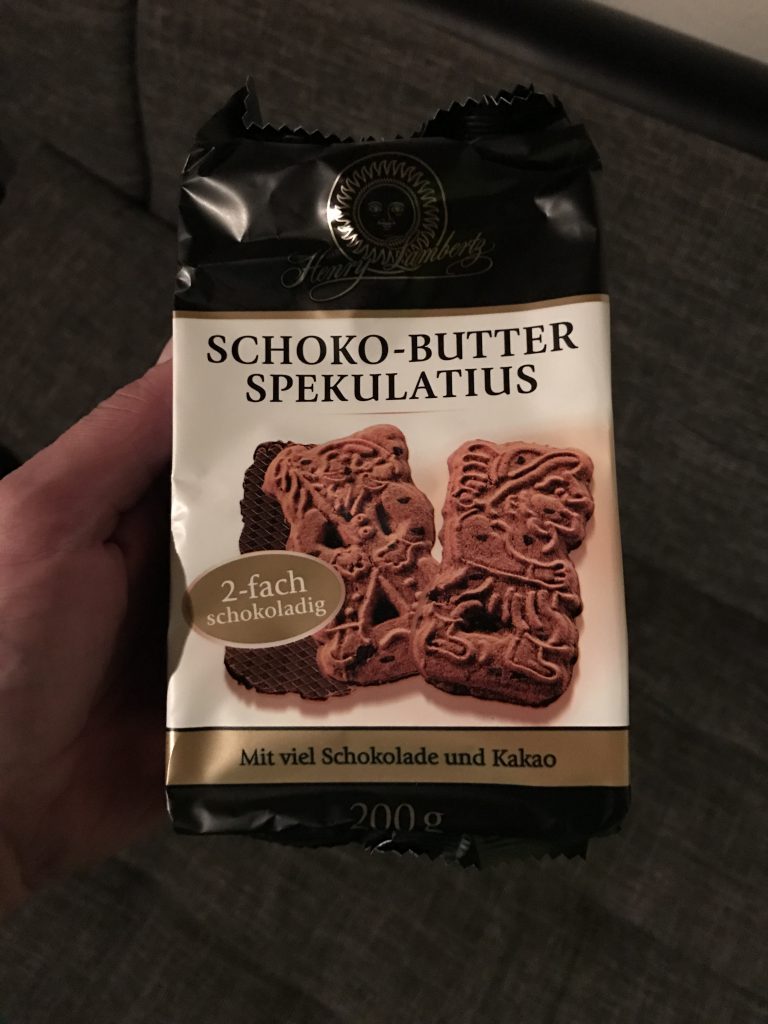 Henry Lambertz
SCHOKO-BUTTER
SPEKULATIUS
2-fach
schokoladig
Mit viel Schokolade und Kakao
200 g